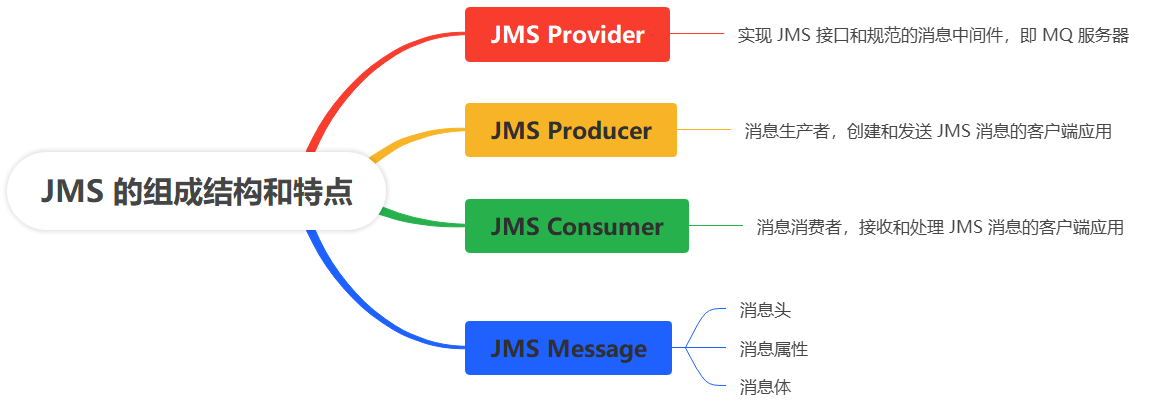 JMS 的组成结构和特点
JMS Provider
实现 JMS 接口和规范的消息中间件，即 MQ 服务器
JMS Producer
消息生产者，创建和发送 JMS 消息的客户端应用
JMS Consumer
消息消费者，接收和处理 JMS 消息的客户端应用
JMS Message
消息头
消息属性
消息体